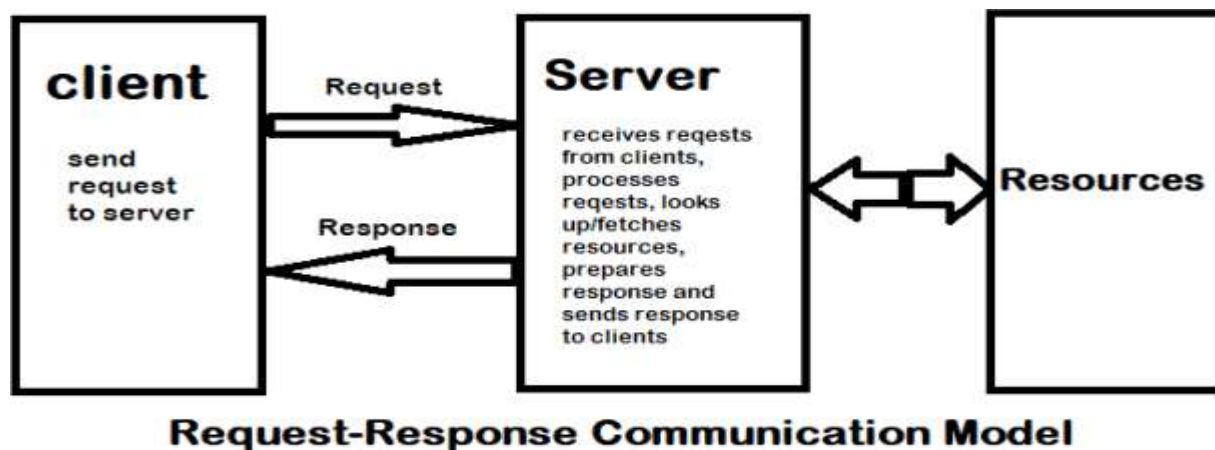 client
send
request
to server
Request
Response
Server
receives reqests
from clients,
processes
reqests, looks
up/fetches
resources,
prepares
response and
sends response
to clients
Resources
Request-Response Communication Model